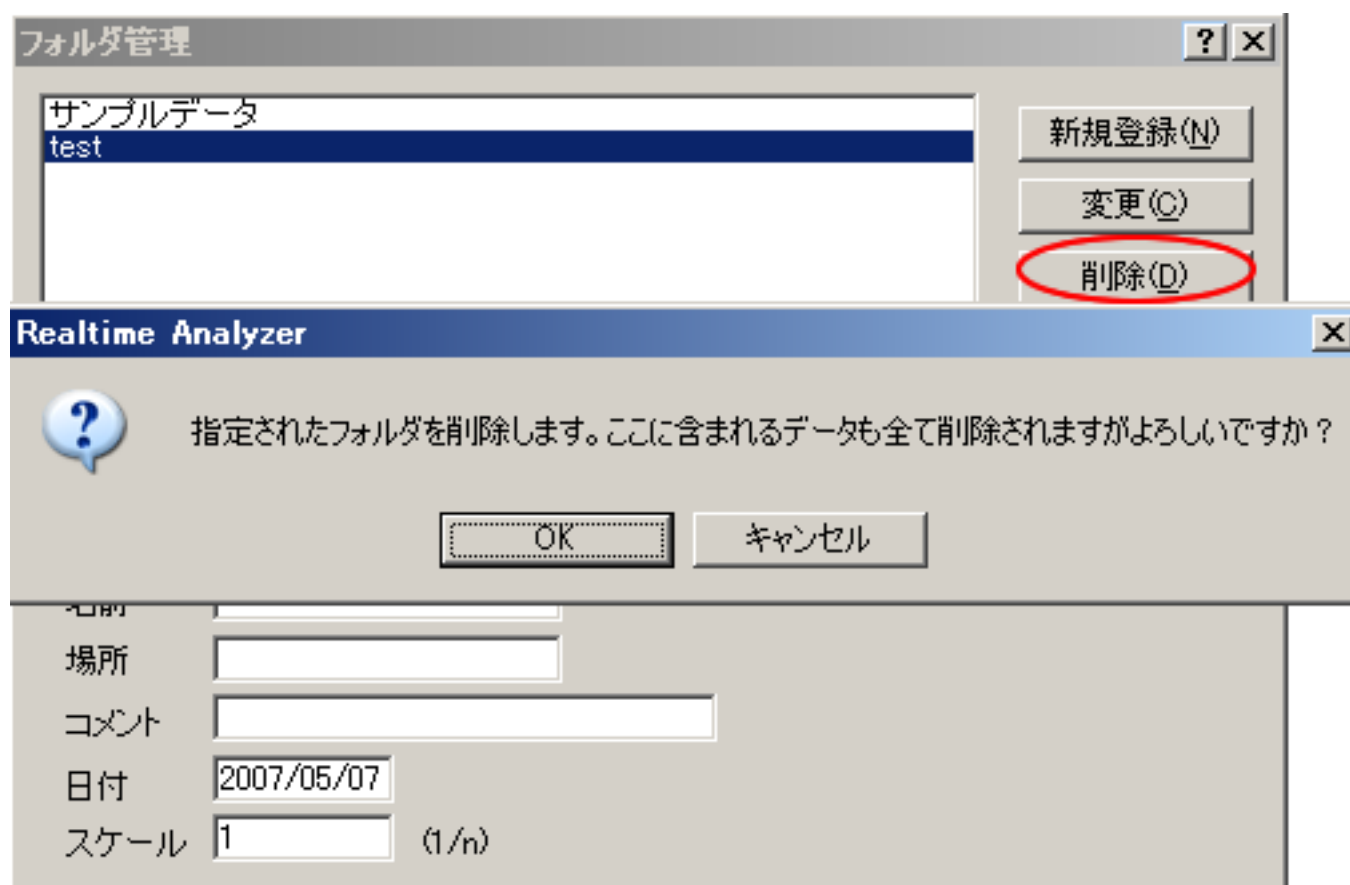 フォルダ管理
サンプルデータ
test
新規登録(N)
変更(C)
削除(D)
Realtime Analyzer
指定されたフォルダを削除します。ここに含まれるデータも全て削除されますがよろしいですか？
OK
キャンセル
名前
場所
コメント
日付 2007/05/07
スケール 1 (1/n)